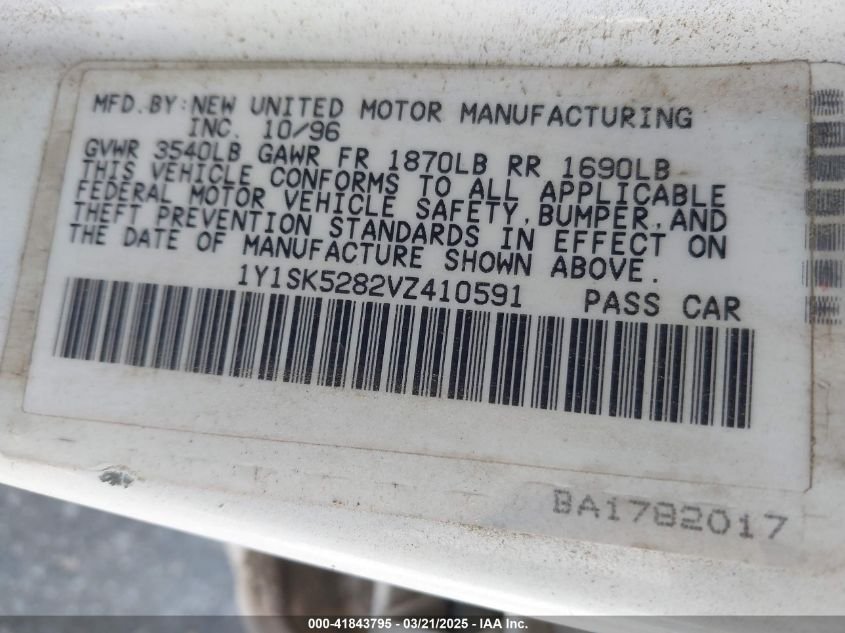 MFD.BY:NEW UNITED MOTOR MANUFACTURING
INC. 10/96
GVWR 3540LB GAWR FR 1870LB RR 1690LB
THIS VEHICLE CONFORMS TO ALL APPLICABLE
FEDERAL MOTOR VEHICLE SAFETY, BUMPER, AND
THEFT PREVENTION STANDARDS IN EFFECT ON
THE DATE OF MANUFACTURE SHOWN ABOVE.
1Y1SK5282VZ410591 PASS CAR
BA1782017
000-41843795 - 03/21/2025 - IAA Inc.